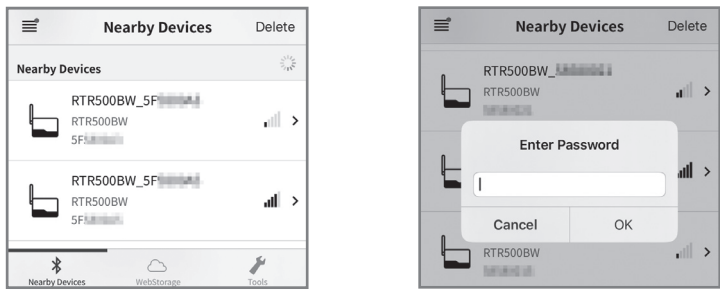 Nearby Devices
Delete
Nearby Devices
RTR500BW_5F
RTR500BW
5F
RTR500BW_5F
RTR500BW
5F
Nearby Devices
WebStorage
Tools
Nearby Devices
Delete
RTR500BW_
RTR500BW
Enter Password
Cancel
OK
RTR500BW